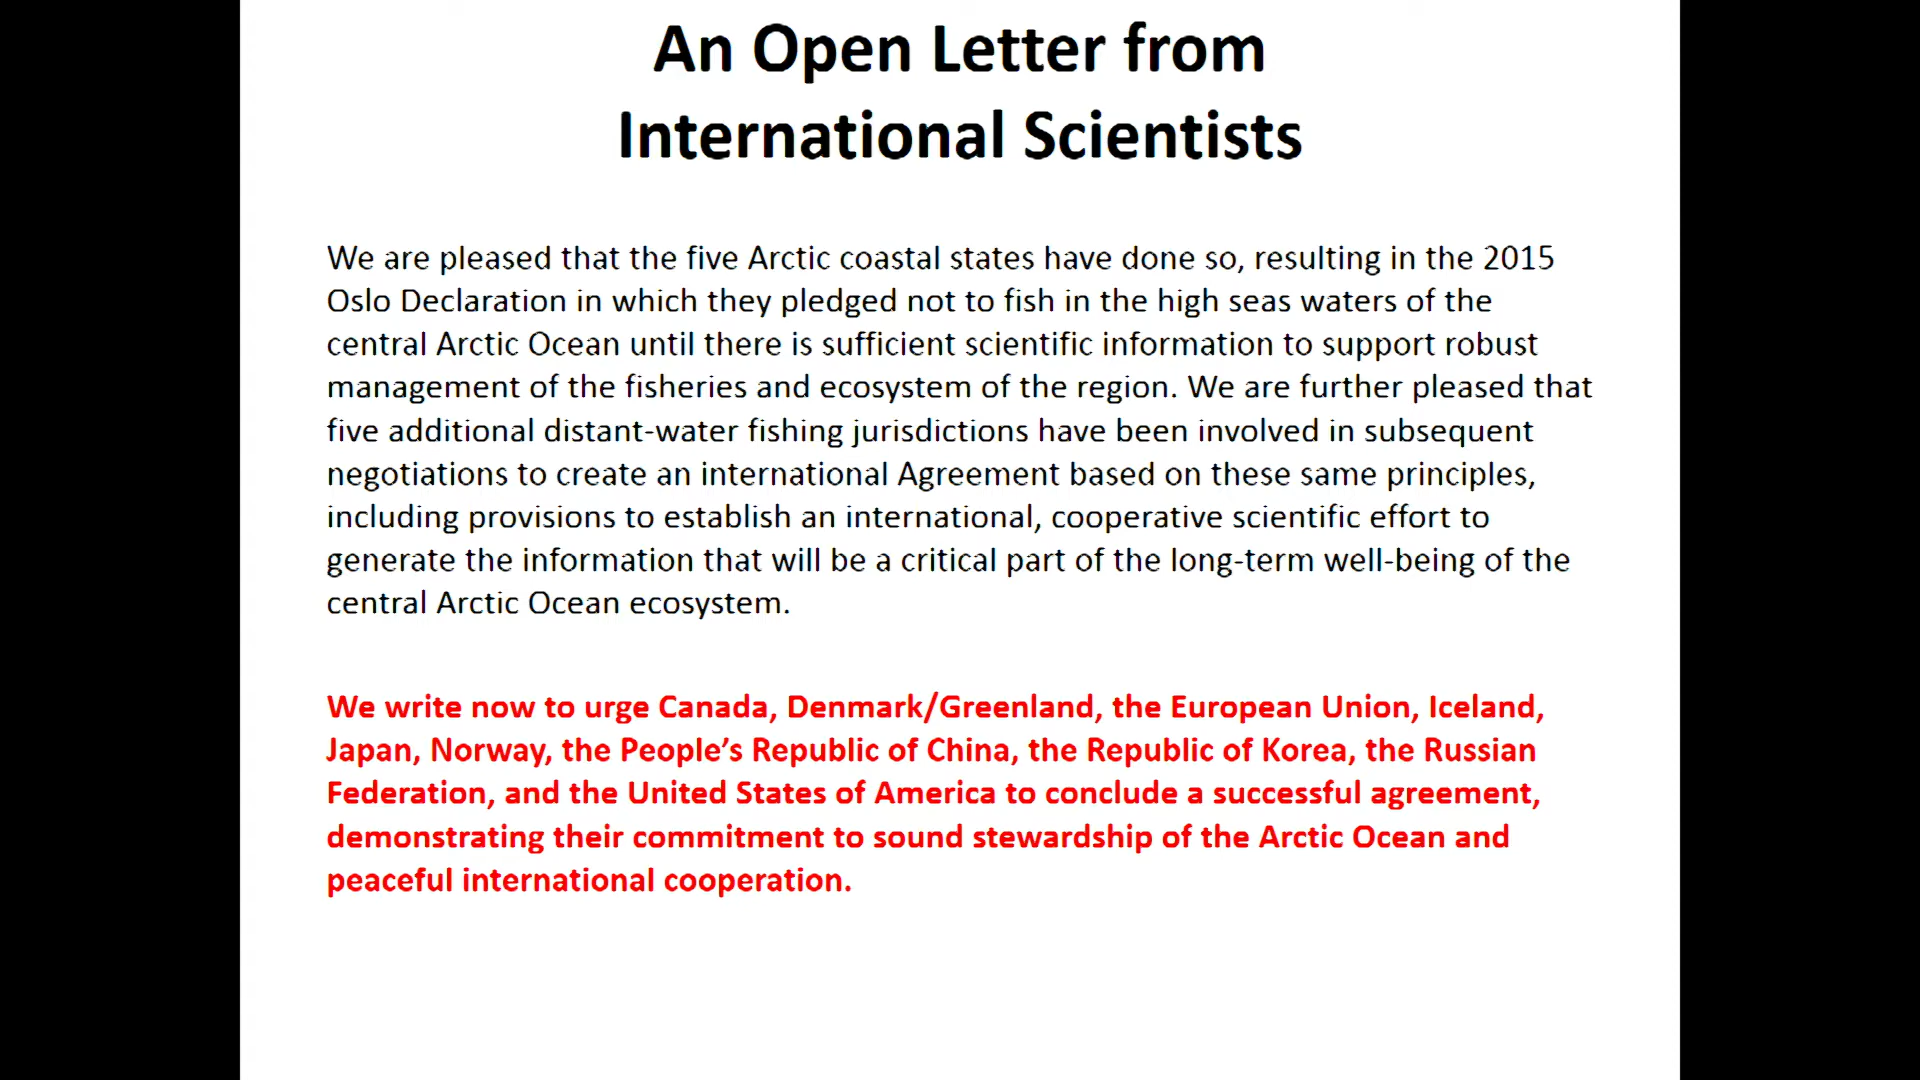 An Open Letter from
International Scientists
We are pleased that the five Arctic coastal states have done so, resulting in the 2015
Oslo Declaration in which they pledged not to fish in the high seas waters of the
central Arctic Ocean until there is sufficient scientific information to support robust
management of the fisheries and ecosystem of the region. We are further pleased that
five additional distant-water fishing jurisdictions have been involved in subsequent
negotiations to create an international Agreement based on these same principles,
including provisions to establish an international, cooperative scientific effort to
generate the information that will be a critical part of the long-term well-being of the
central Arctic Ocean ecosystem.
We write now to urge Canada, Denmark/Greenland, the European Union, Iceland,
Japan, Norway, the People’s Republic of China, the Republic of Korea, the Russian
Federation, and the United States of America to conclude a successful agreement,
demonstrating their commitment to sound stewardship of the Arctic Ocean and
peaceful international cooperation.